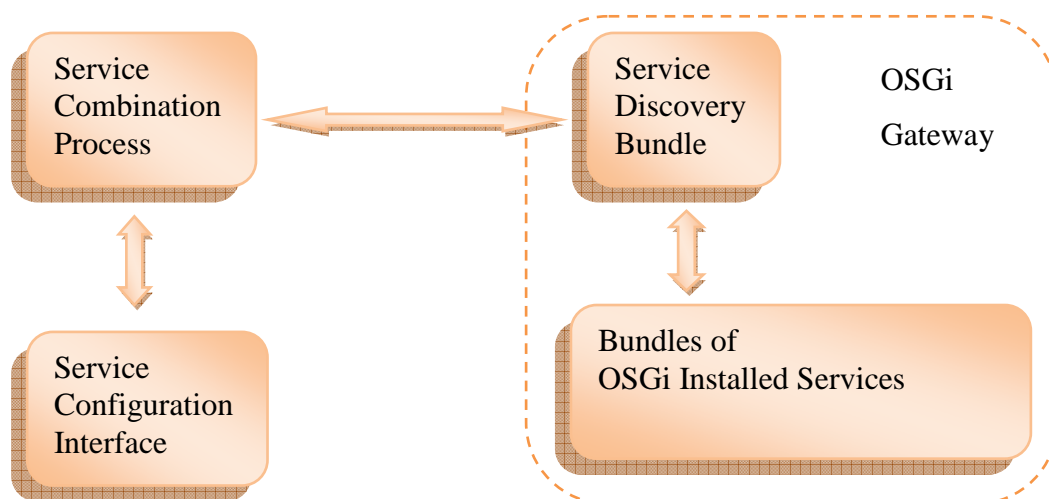 Service
Combination
Process
Service
Discovery
Bundle
OSGi
Gateway
Service
Configuration
Interface
Bundles of
OSGi Installed Services